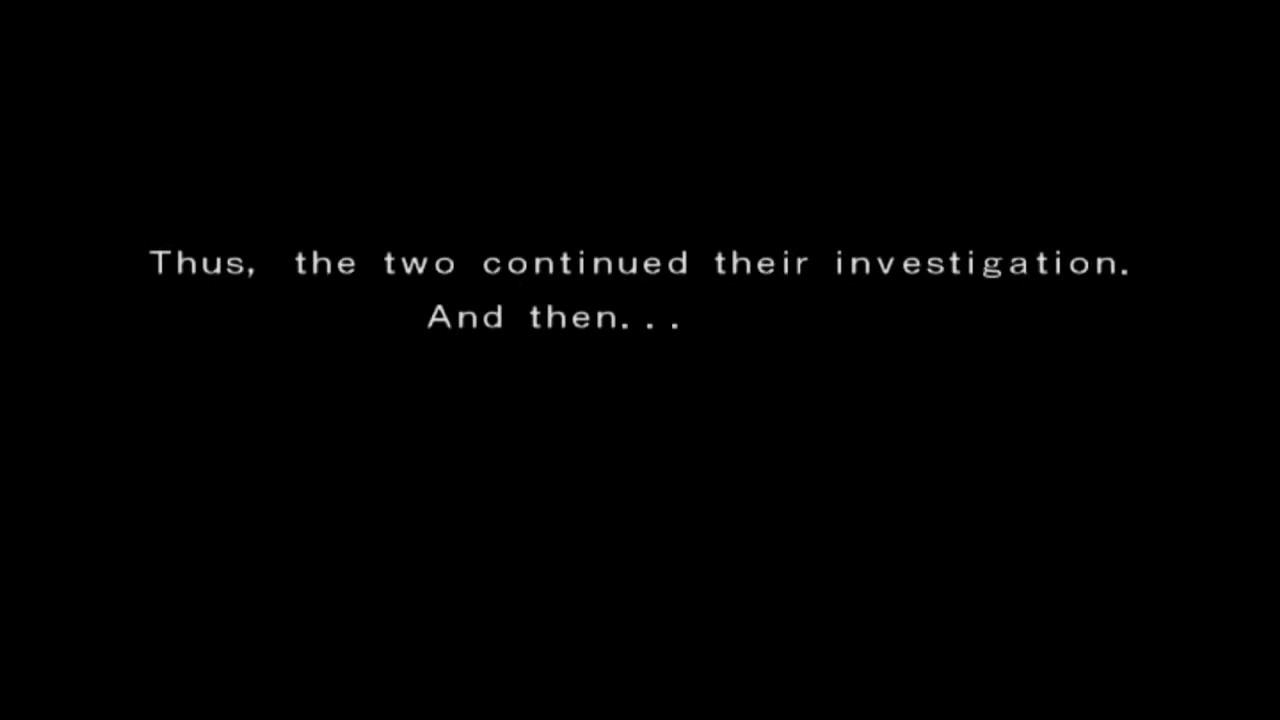 Thus, the two continued their investigation.
And then...